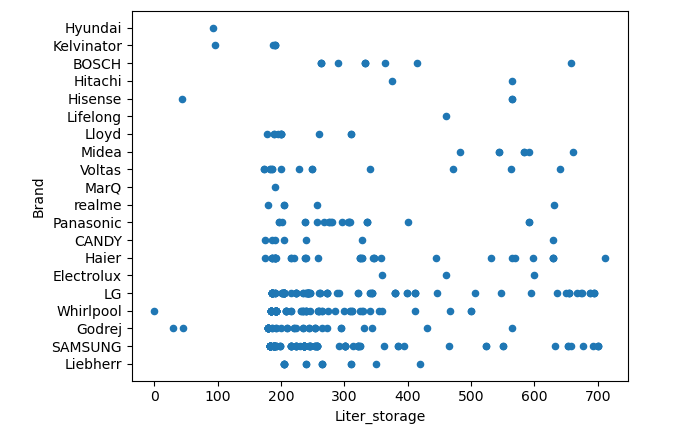 Hyundai
Kelvinator
BOSCH
Hitachi
Hisense
Lifelong
Lloyd
Midea
Voltas
MarQ
realme
Panasonic
CANDY
Haier
Electrolux
LG
Whirlpool
Godrej
SAMSUNG
Liebherr
Brand
0 100 200 300 400 500 600 700
Liter_storage